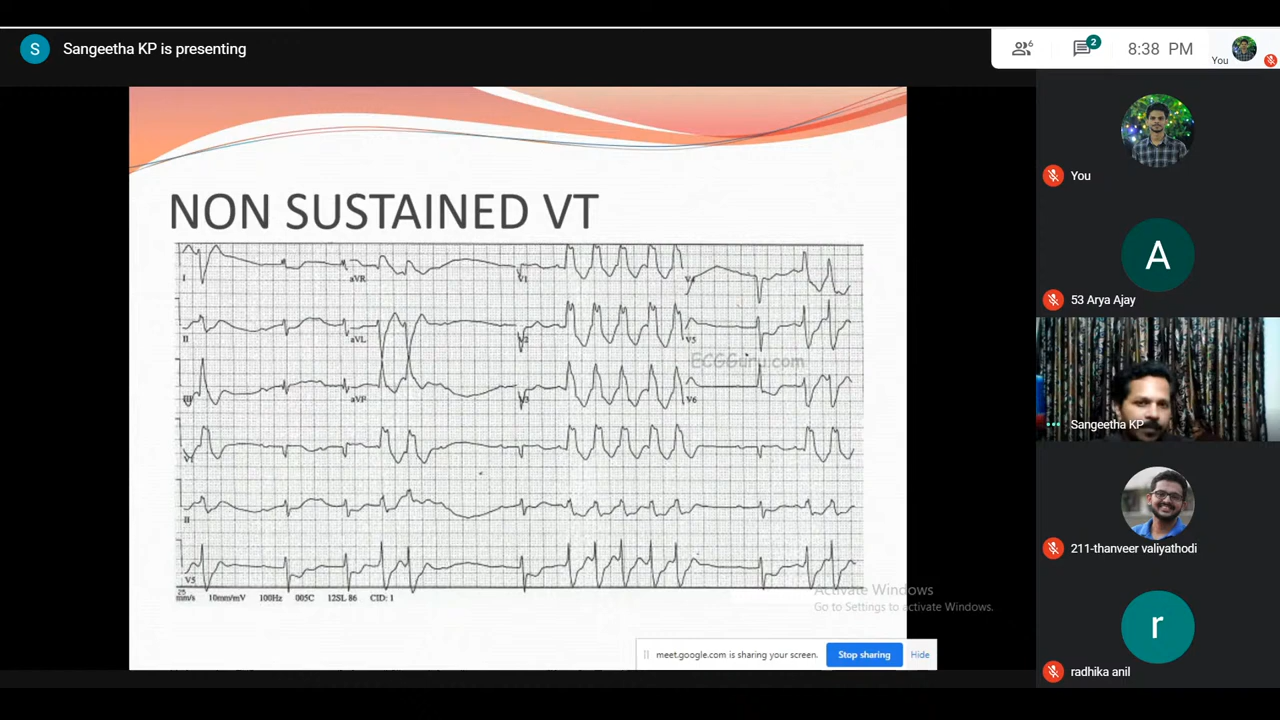 S Sangeetha KP is presenting
6
2
8:38 PM
You
NON SUSTAINED VT
I
aVR
V1
V4
II
aVL
V2
V5
ECGGuru.com
III
aVF
V3
V6
V1
II
V5
25
mm/s 10mm/mV 100Hz 005C 12SL 86 CID: 1
Activate Windows
Go to Settings to activate Windows.
meet.google.com is sharing your screen. Stop sharing Hide
You
A
53 Arya Ajay
Sangeetha KP
211-thanveer valiyathodi
r
radhika anil